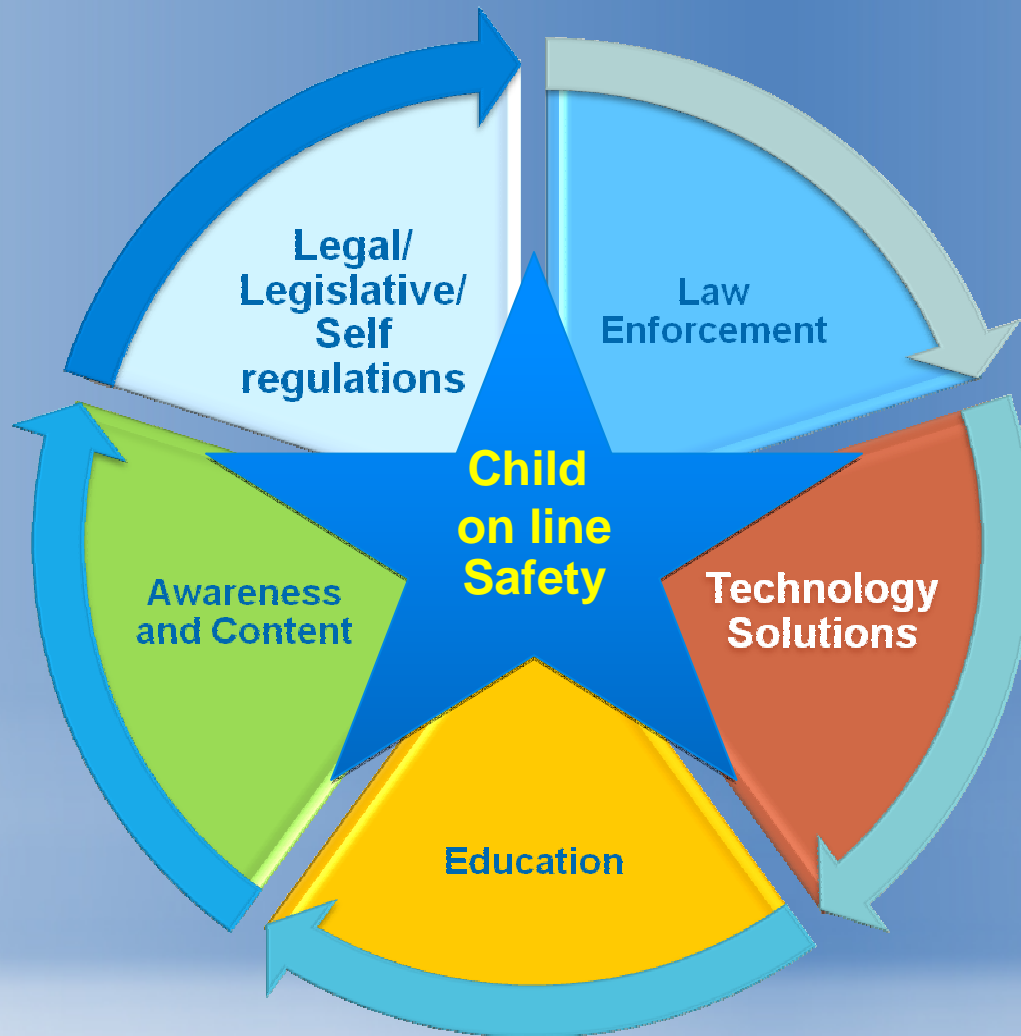 Legal/
Legislative/
Self
regulations
Law
Enforcement
Child
on line
Safety
Awareness
and Content
Technology
Solutions
Education